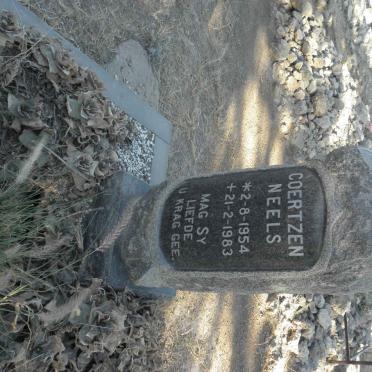 COERTZEN
NEELS
*2-8-1954
+21-2-1983
MAG SY
LIEFDE
U KRAG GEE.